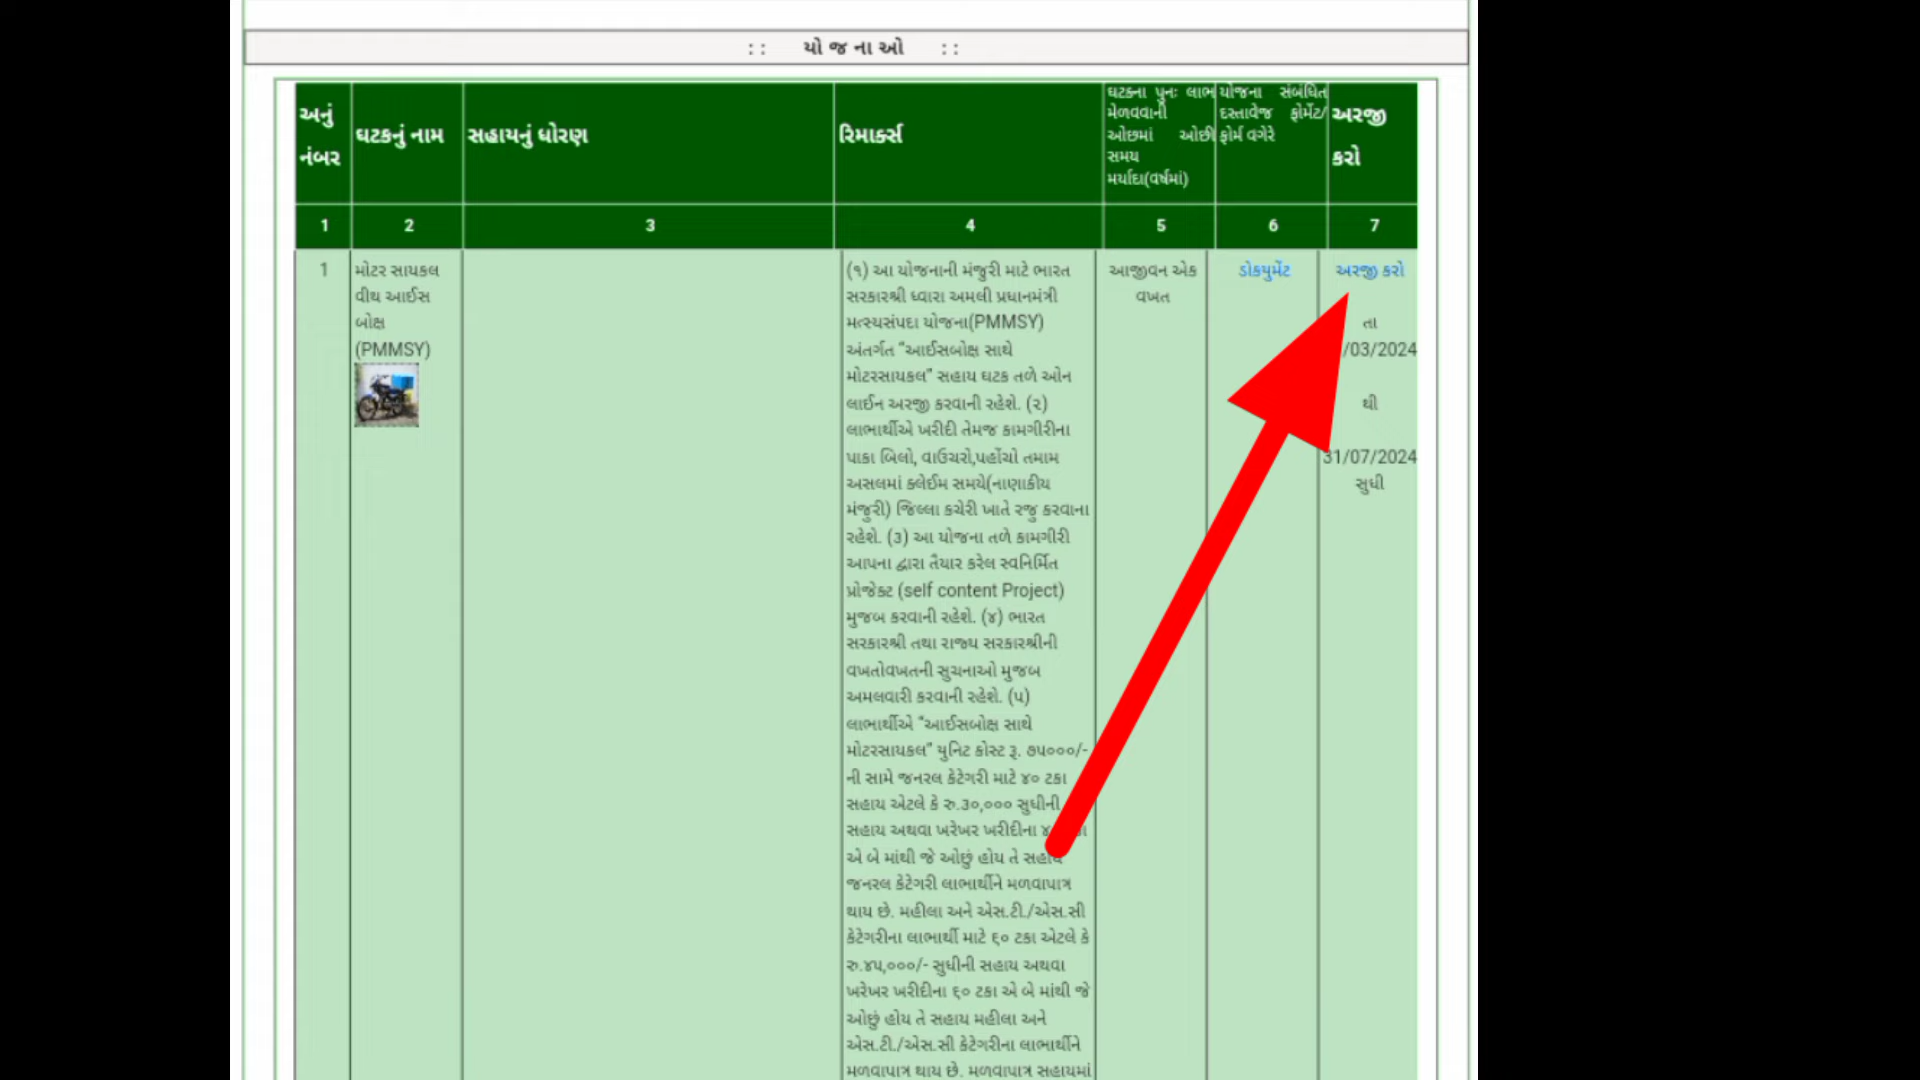 :: યોજનાઓ ::
અનું
નંબર
ઘટકનું નામ
સહાયનું ધોરણ
રિમાર્ક્સ
ઘટકના પુનઃ લાભ
મેળવવાની
ઓછમાં ઓછી
સમય
મર્યાદા(વર્ષમાં)
યોજના સંબંધિત
દસ્તાવેજ ફોર્મેટ/
ફોર્મ વગેરે
અરજી
કરો
1 2 3 4 5 6 7
1
મોટર સાયકલ
વીથ આઈસ
બોક્ષ
(PMMSY)
(૧) આ યોજનાની મંજુરી માટે ભારત
સરકારશ્રી ધ્વારા અમલી પ્રધાનમંત્રી
મત્સ્યસંપદા યોજના(PMMSY)
અંતર્ગત “આઈસબોક્ષ સાથે
મોટરસાયકલ” સહાય ઘટક તળે ઓન
લાઈન અરજી કરવાની રહેશે. (૨)
લાભાર્થીએ ખરીદી તેમજ કામગીરીના
પાકા બિલો, વાઉચરો,પહોંચો તમામ
અસલમાં ક્લેઈમ સમયે(નાણાકીય
મંજુરી) જિલ્લા કચેરી ખાતે રજુ કરવાના
રહેશે. (૩) આ યોજના તળે કામગીરી
આપના દ્વારા તૈયાર કરેલ સ્વનિર્મિત
પ્રોજેક્ટ (self content Project)
મુજબ કરવાની રહેશે. (૪) ભારત
સરકારશ્રી તથા રાજ્ય સરકારશ્રીની
વખતોવખતની સુચનાઓ મુજબ
અમલવારી કરવાની રહેશે. (૫)
લાભાર્થીએ “આઈસબોક્ષ સાથે
મોટરસાયકલ” યુનિટ કોસ્ટ રૂ. ૭૫૦૦૦/-
ની સામે જનરલ કેટેગરી માટે ૪૦ ટકા
સહાય એટલે કે રુ.૩૦,૦૦૦ સુધીની
સહાય અથવા ખરેખર ખરીદીના
એ બે માંથી જે ઓછું હોય તે સહાય
જનરલ કેટેગરી લાભાર્થીને મળવાપાત્ર
થાય છે. મહીલા અને એસ.ટી./એસ.સી
કેટેગરીના લાભાર્થી માટે ૬૦ ટકા એટલે કે
રુ.૪૫,૦૦૦/- સુધીની સહાય અથવા
ખરેખર ખરીદીના ૬૦ ટકા એ બે માંથી જે
ઓછું હોય તે સહાય મહીલા અને
એસ.ટી./એસ.સી કેટેગરીના લાભાર્થીને
મળવાપાત્ર થાય છે. મળવાપાત્ર સહાયમાં
આજીવન એક
વખત
ડોકયુમેંટ
અરજી કરો
તા
/03/2024
થી
31/07/2024
સુધી